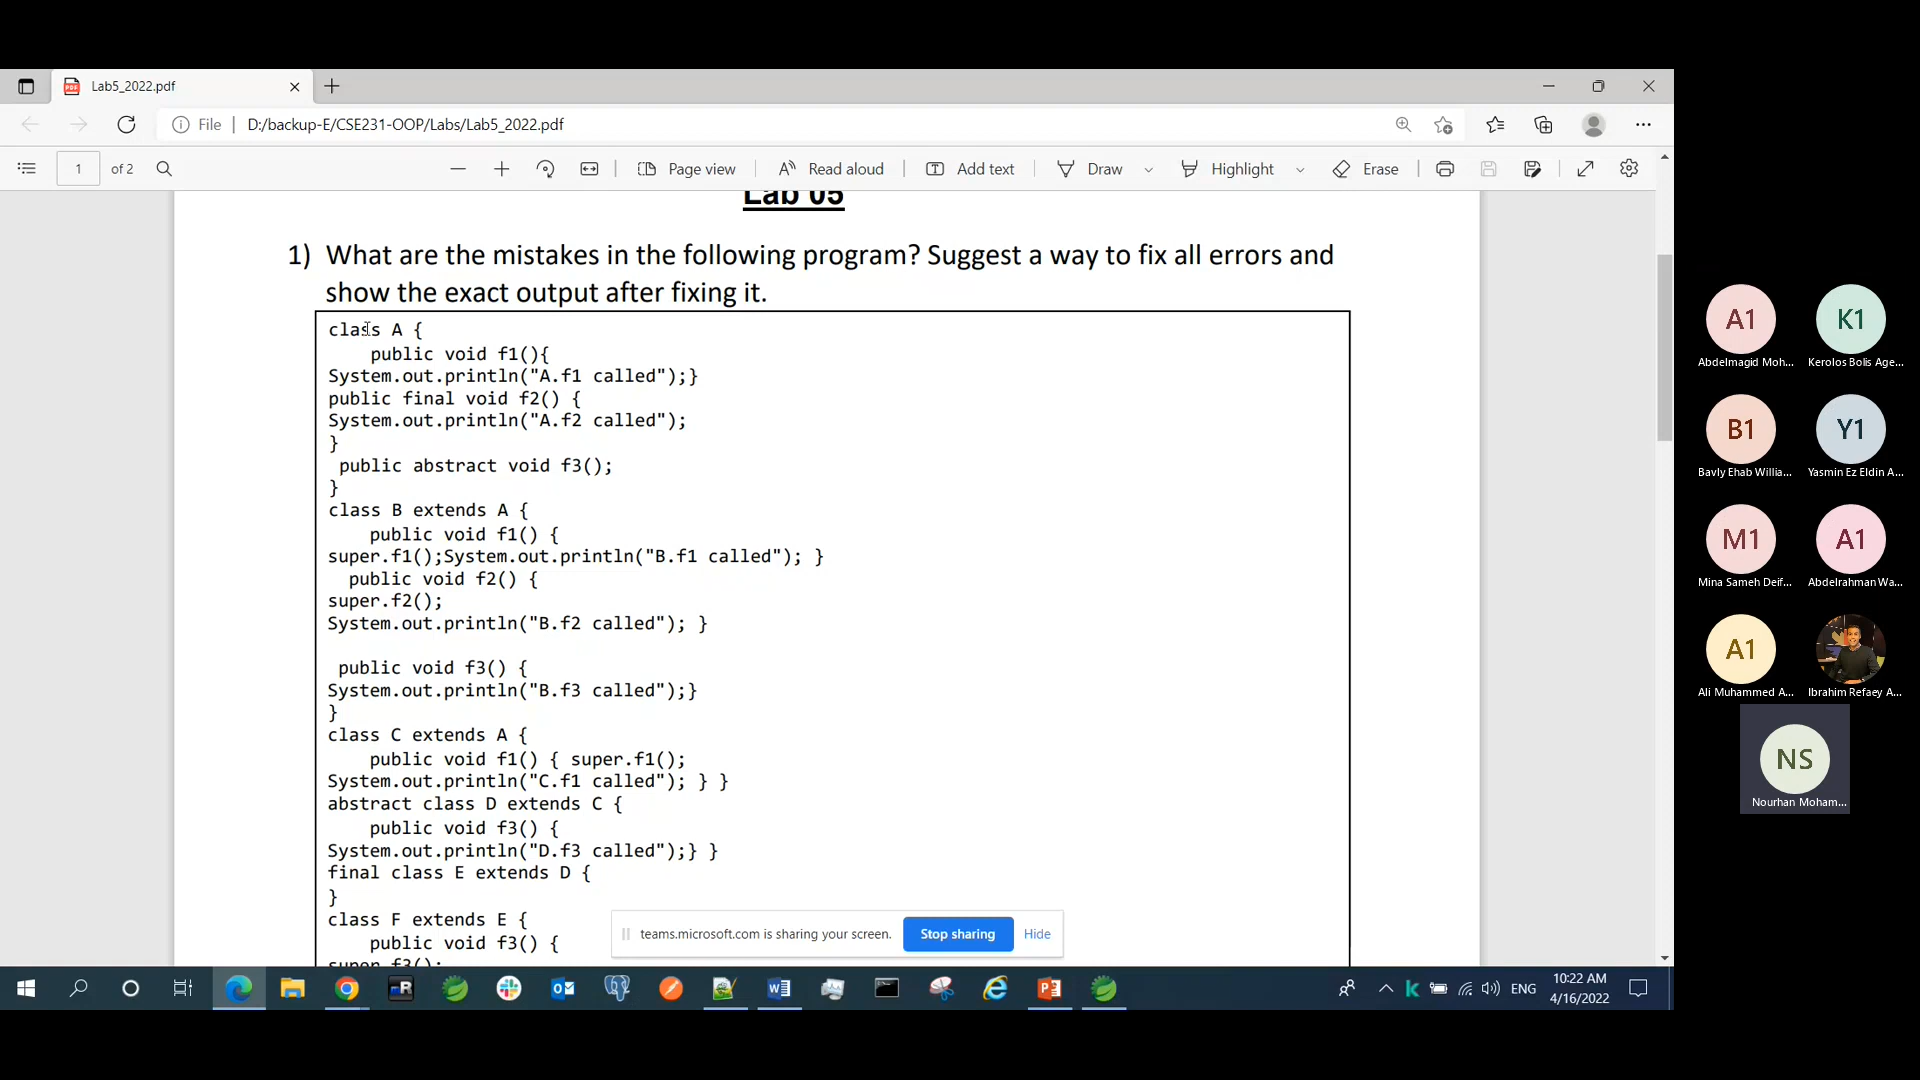 Lab5_2022.pdf
File
D:/backup-E/CSE231-OOP/Labs/Lab5_2022.pdf
1 of 2
Page view
Read aloud
Add text
Draw
Highlight
Erase
Lab 05
1) What are the mistakes in the following program? Suggest a way to fix all errors and
show the exact output after fixing it.
class A {
public void f1(){
System.out.println("A.f1 called");}
public final void f2() {
System.out.println("A.f2 called");
}
public abstract void f3();
}
class B extends A {
public void f1() {
super.f1();System.out.println("B.f1 called"); }
public void f2() {
super.f2();
System.out.println("B.f2 called"); }
public void f3() {
System.out.println("B.f3 called");}
}
class C extends A {
public void f1() { super.f1();
System.out.println("C.f1 called"); } }
abstract class D extends C {
public void f3() {
System.out.println("D.f3 called");} }
final class E extends D {
}
class F extends E {
public void f3() {
super.f3();
teams.microsoft.com is sharing your screen.
Stop sharing
Hide
A1
Abdelmagid Moh...
K1
Kerolos Bolis Age...
B1
Bavly Ehab Willia...
Y1
Yasmin Ez Eldin A...
M1
Mina Sameh Deif...
A1
Abdelrahman Wa...
A1
Ali Muhammed A...
Ibrahim Refaey A...
NS
Nourhan Moham...
ENG
10:22 AM
4/16/2022